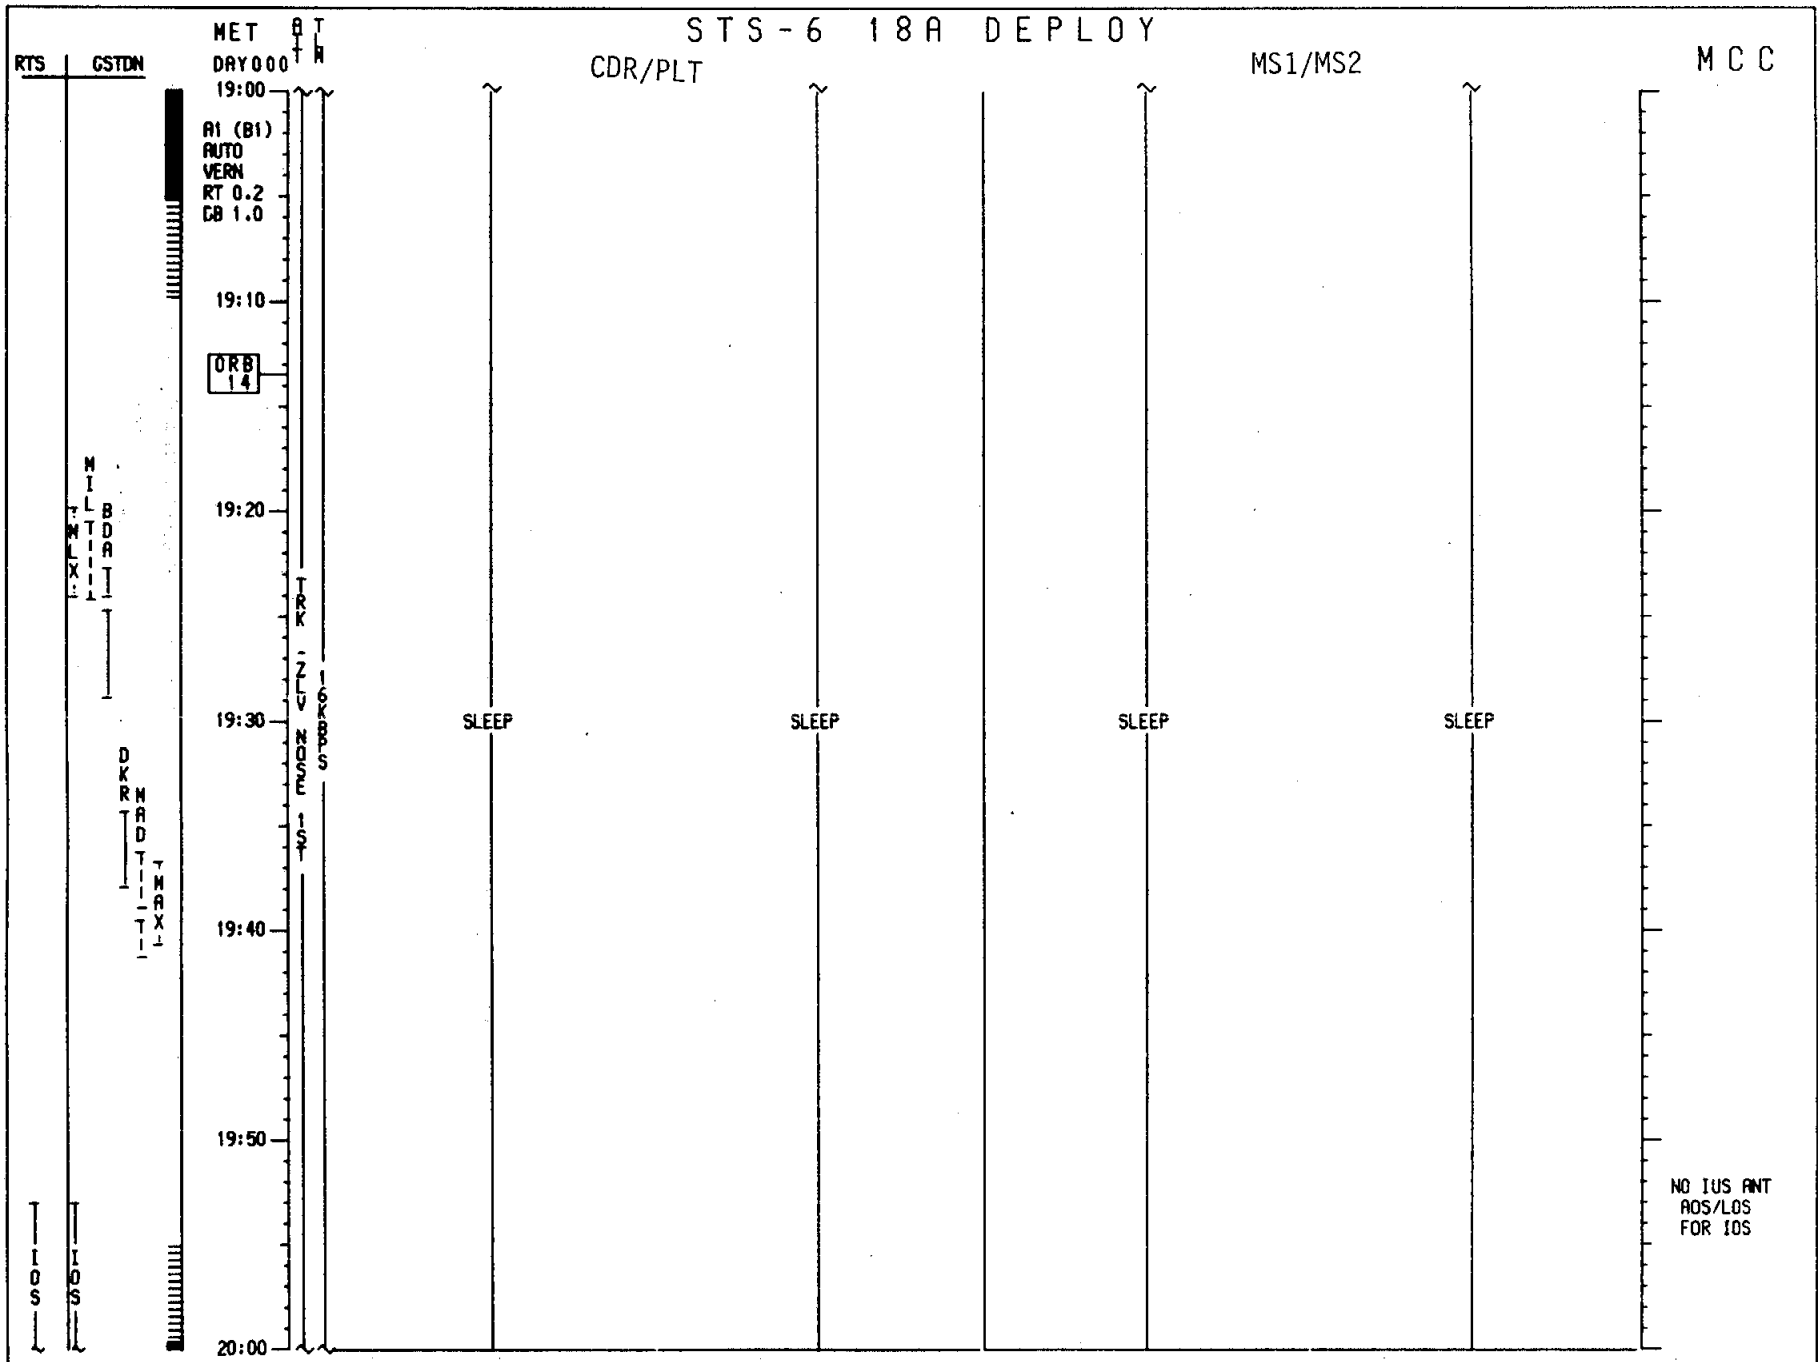 STS-6 18A DEPLOY
MET
ATT
TLM
RTS
GSTDN
DAY000
CDR/PLT
MS1/MS2
MCC
19:00
A1 (B1)
AUTO
VERN
RT 0.2
DB 1.0
19:10
ORB
14
MIL
MLX
BDA
19:20
TRK -ZLV NOSE 1ST
16KBPS
19:30
SLEEP
SLEEP
SLEEP
SLEEP
DKR
MAD
MAX
19:40
19:50
NO IUS ANT
AOS/LOS
FOR IOS
IOS
IOS
20:00